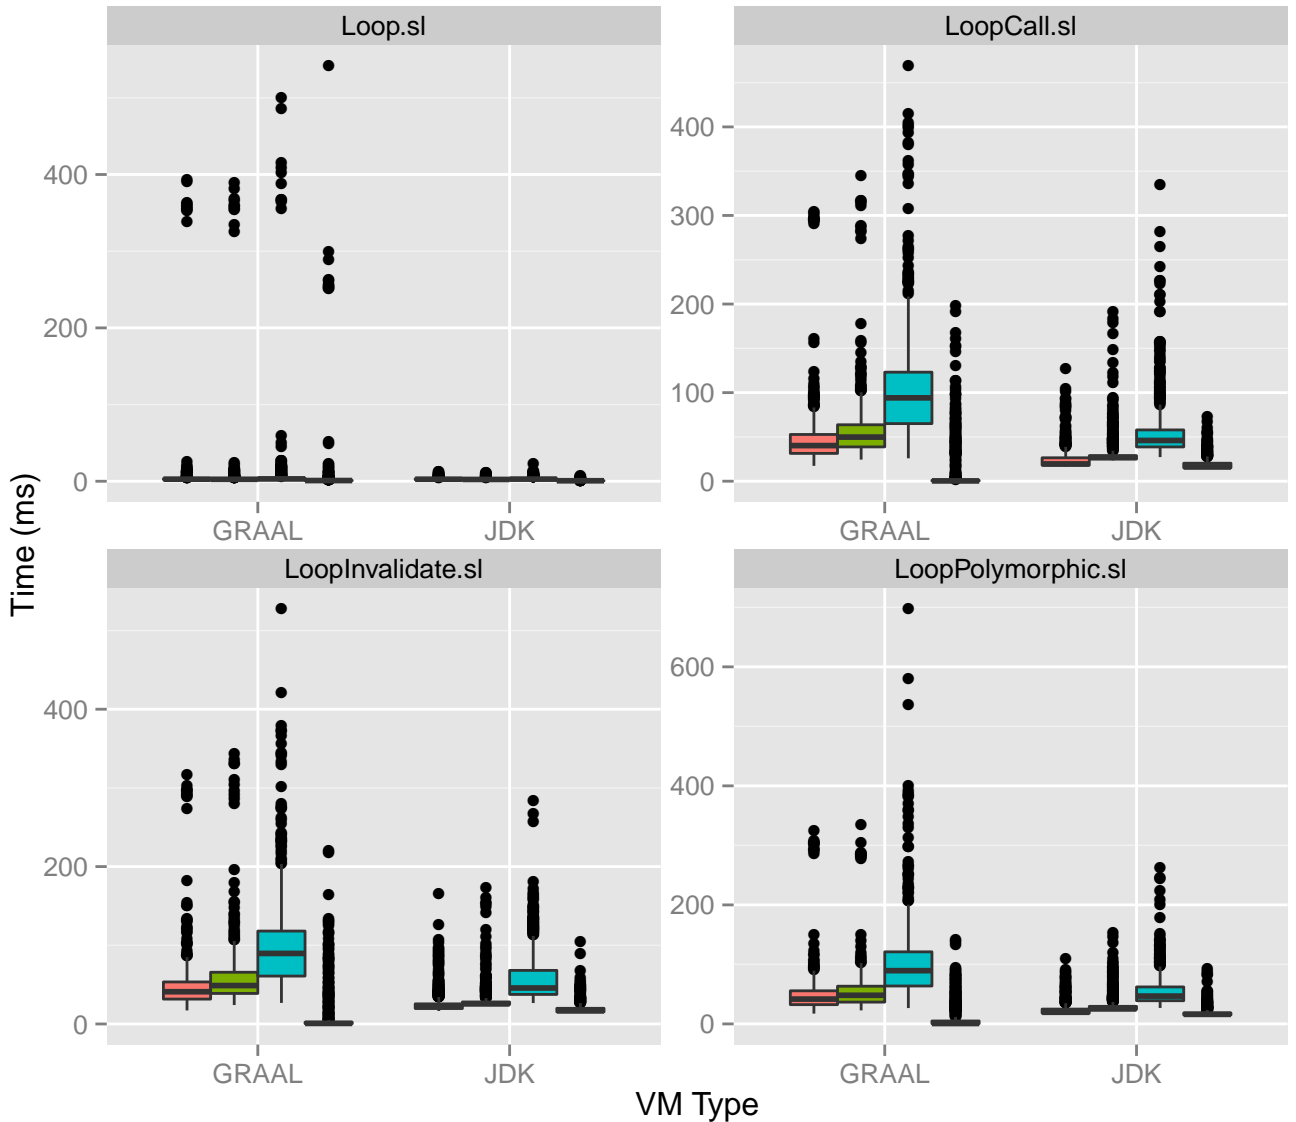 Loop.sl
LoopCall.sl
400
200
0
400
300
200
100
0
GRAAL
JDK
GRAAL
JDK
LoopInvalidate.sl
LoopPolymorphic.sl
400
200
0
600
400
200
0
GRAAL
JDK
GRAAL
JDK
Time (ms)
VM Type